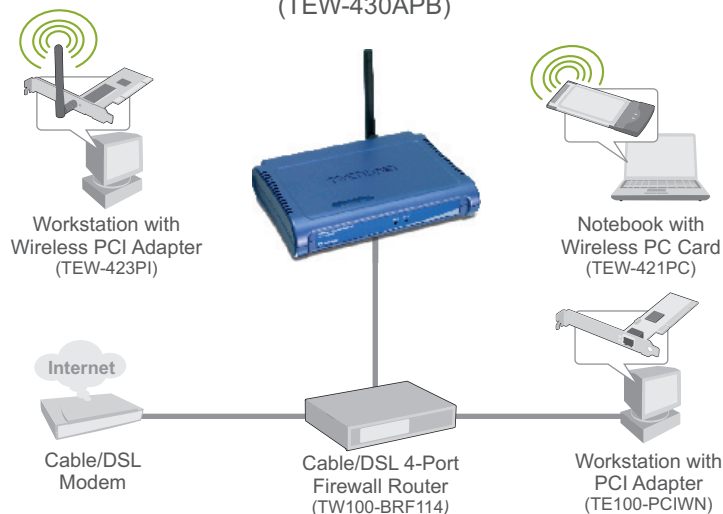 (TEW-430APB)
Workstation with
Wireless PCI Adapter
(TEW-423PI)
Notebook with
Wireless PC Card
(TEW-421PC)
Internet
Cable/DSL
Modem
Cable/DSL 4-Port
Firewall Router
(TW100-BRF114)
Workstation with
PCI Adapter
(TE100-PCIWN)